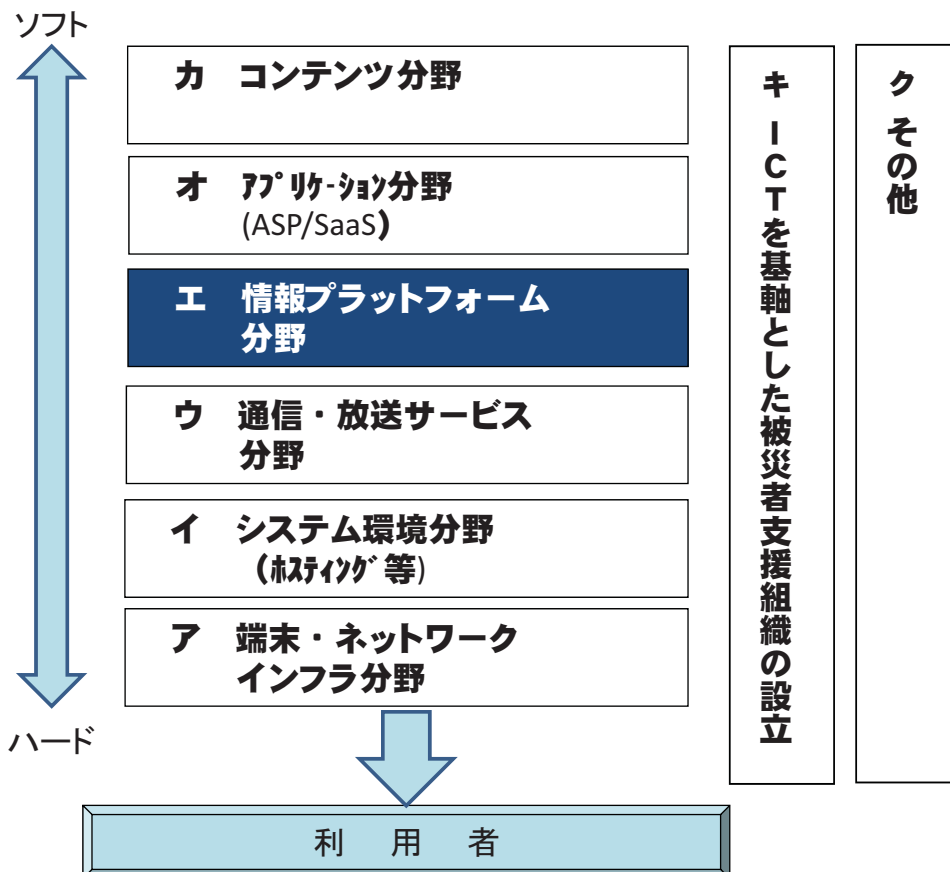 ソフト
カ コンテンツ分野
オ ｱﾌﾟﾘｹｰｼｮﾝ分野
(ASP/SaaS)
エ 情報プラットフォーム
分野
ウ 通信・放送サービス
分野
イ システム環境分野
(ﾎｽﾃｨﾝｸﾞ等)
ア 端末・ネットワーク
インフラ分野
ハード
キ ICTを基軸とした被災者支援組織の設立
ク その他
利用者